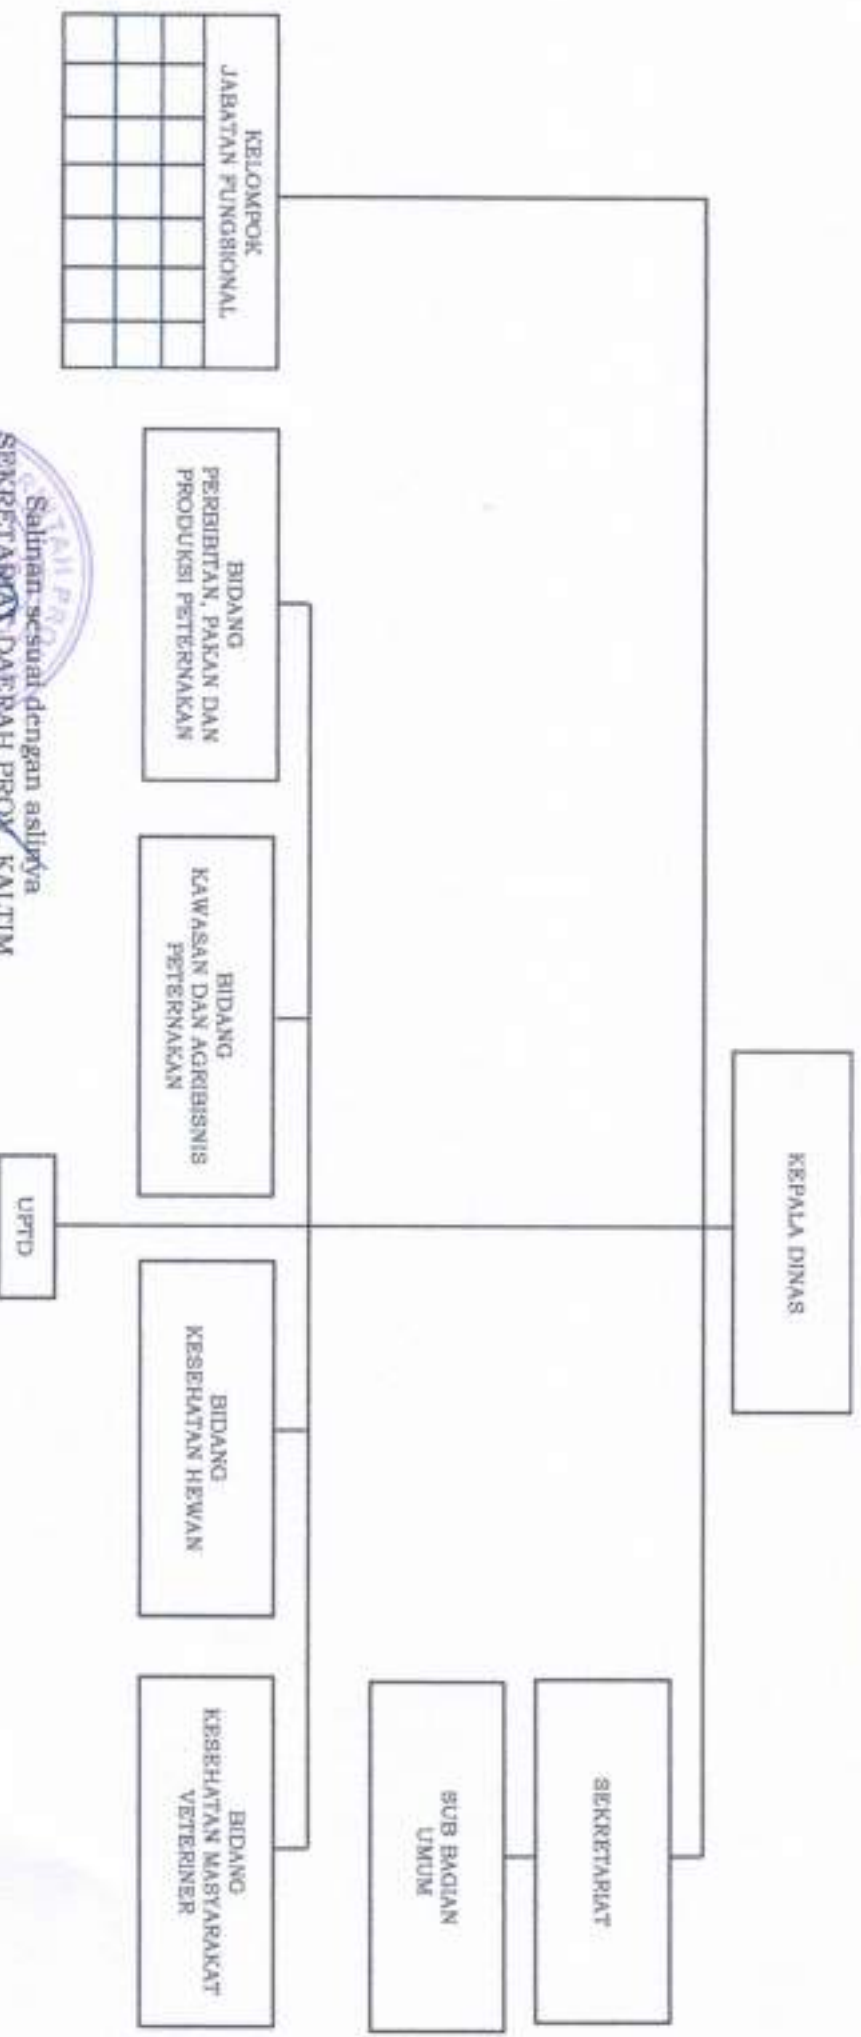 KEPALA DINAS
SEKRETARIAT
SUB BAGIAN
UMUM
KELOMPOK
JABATAN FUNGSIONAL
BIDANG
PERBIBITAN, PAKAN DAN
PRODUKSI PETERNAKAN
BIDANG
KAWASAN DAN AGRIBISNIS
PETERNAKAN
BIDANG
KESEHATAN HEWAN
BIDANG
KESEHATAN MASYARAKAT
VETERINER
UPTD
Salinan sesuai dengan aslinya
SEKRETARIAT DAERAH PROV. KALTIM